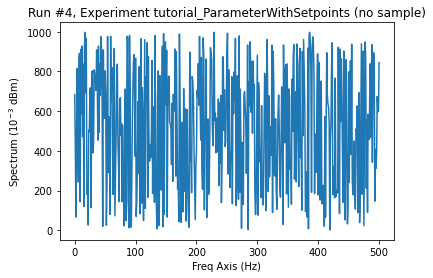 Run #4, Experiment tutorial_ParameterWithSetpoints (no sample)
Spectrum (10⁻³ dBm)
1000
800
600
400
200
0
0 100 200 300 400 500
Freq Axis (Hz)